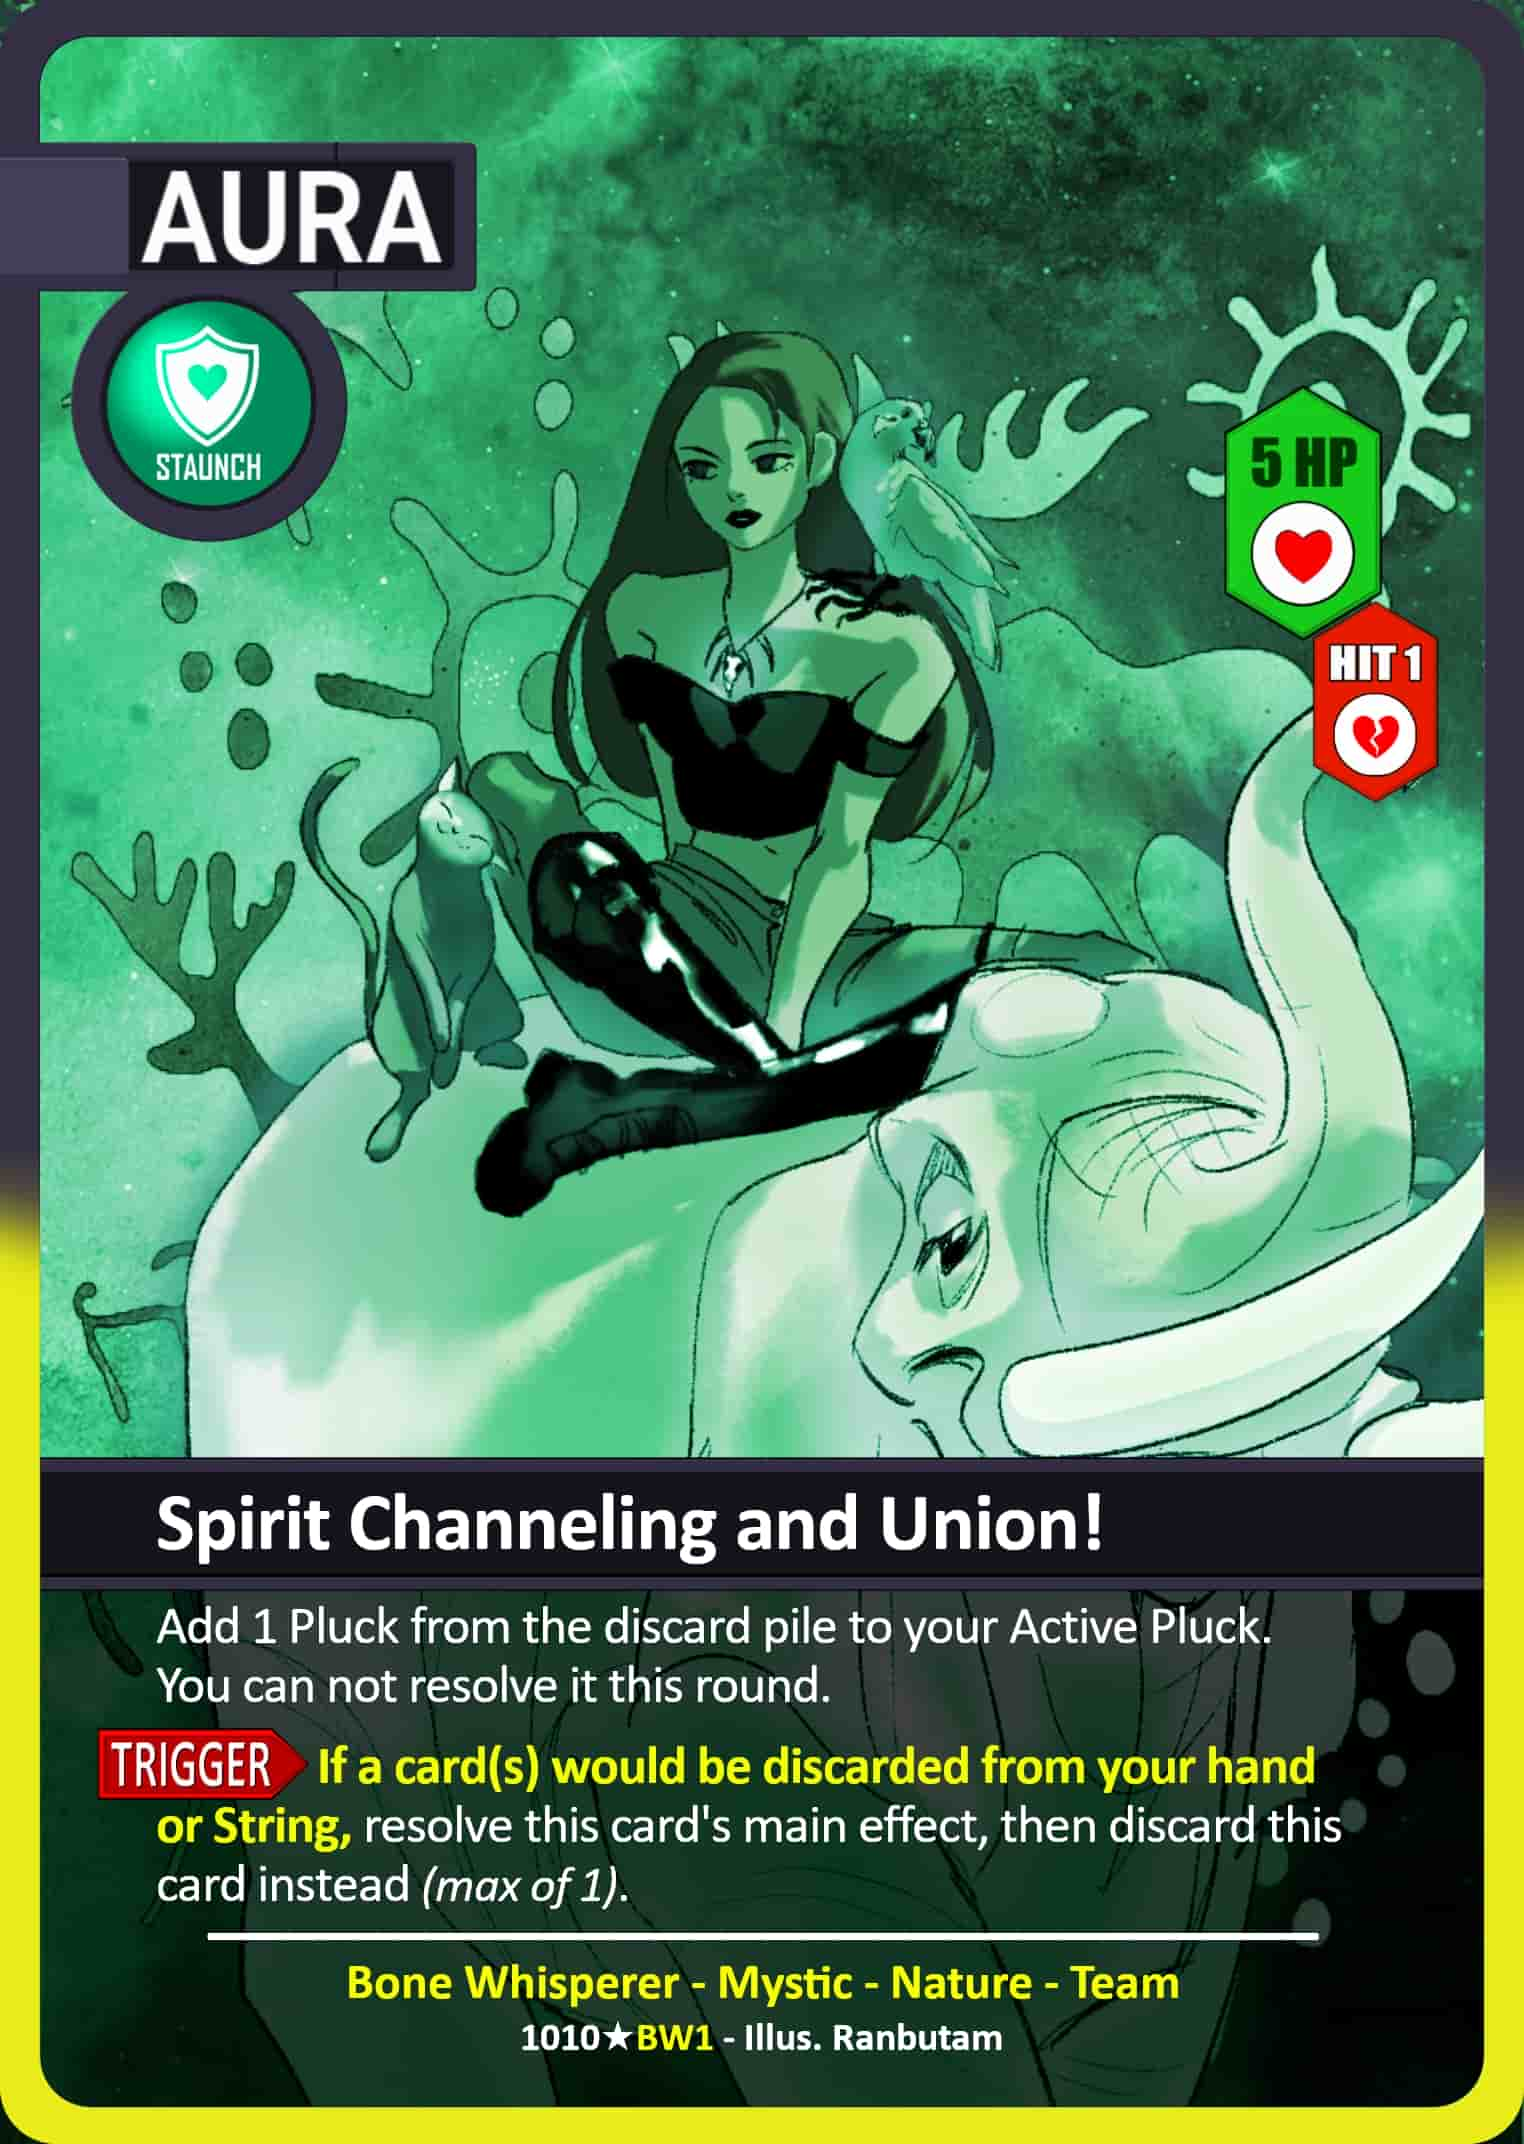 AURA
STAUNCH
5 HP
HIT 1
Spirit Channeling and Union!
Add 1 Pluck from the discard pile to your Active Pluck.
You can not resolve it this round.
TRIGGER If a card(s) would be discarded from your hand
or String, resolve this card's main effect, then discard this
card instead (max of 1).
Bone Whisperer - Mystic - Nature - Team
1010★BW1 - Illus. Ranbutam